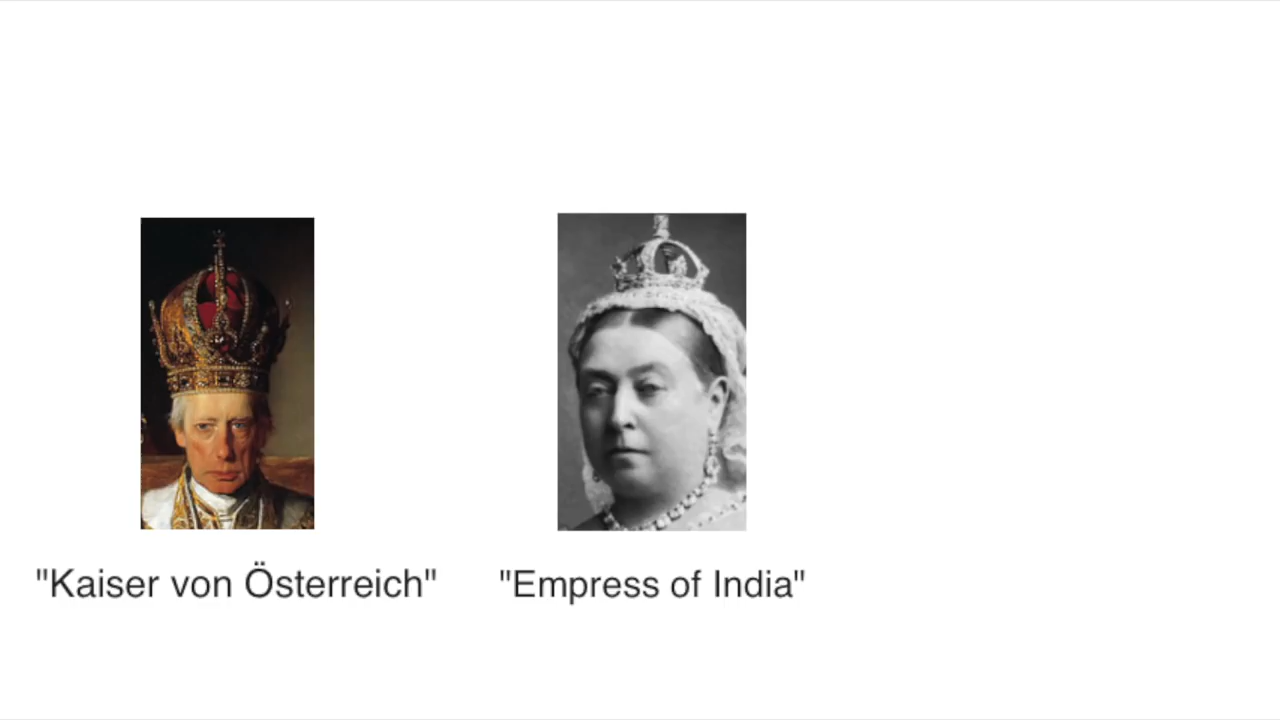 "Kaiser von Österreich"
"Empress of India"